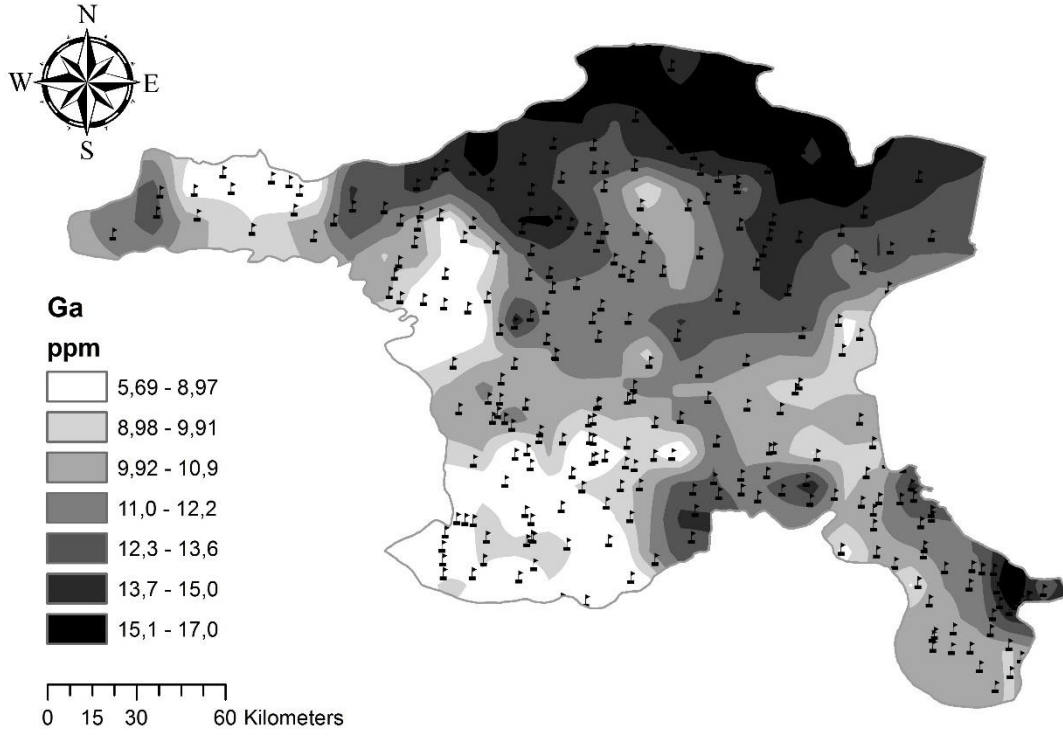 N
W E
S
Ga
ppm
5,69 - 8,97
8,98 - 9,91
9,92 - 10,9
11,0 - 12,2
12,3 - 13,6
13,7 - 15,0
15,1 - 17,0
0 15 30 60 Kilometers